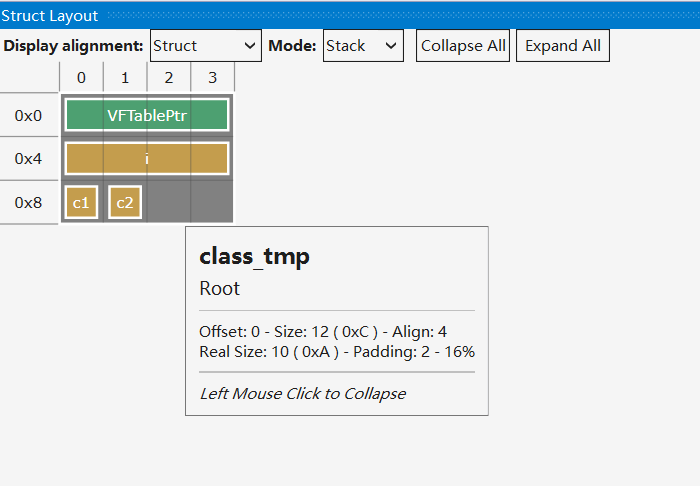 Struct Layout
Display alignment: Struct Mode: Stack Collapse All Expand All
0 1 2 3
0x0 VFTablePtr
0x4 i
0x8 c1 c2
class_tmp
Root
Offset: 0 - Size: 12 ( 0xC ) - Align: 4
Real Size: 10 ( 0xA ) - Padding: 2 - 16%
Left Mouse Click to Collapse